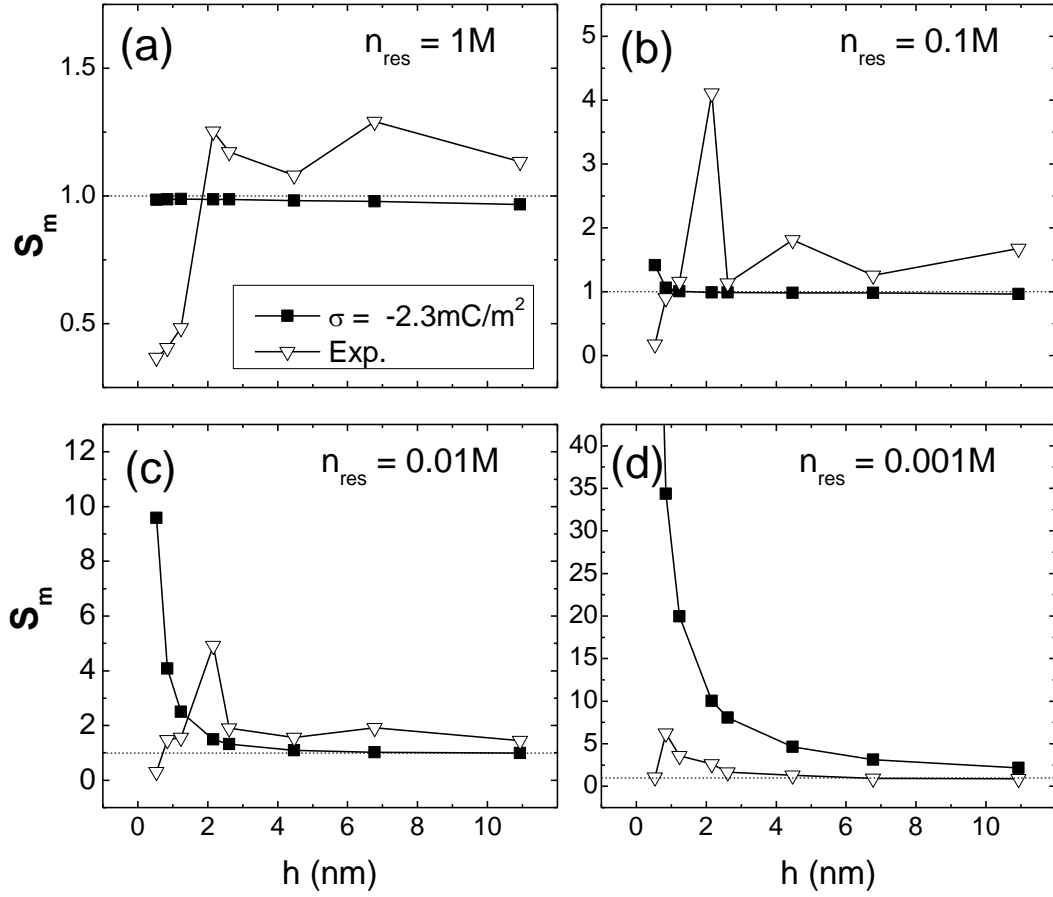 (a)
n_res = 1M
1.5
1.0
0.5
S_m
σ = -2.3mC/m²
Exp.
(b)
n_res = 0.1M
5
4
3
2
1
0
(c)
n_res = 0.01M
12
10
8
6
4
2
0
S_m
0 2 4 6 8 10
h (nm)
(d)
n_res = 0.001M
40
35
30
25
20
15
10
5
0
0 2 4 6 8 10
h (nm)